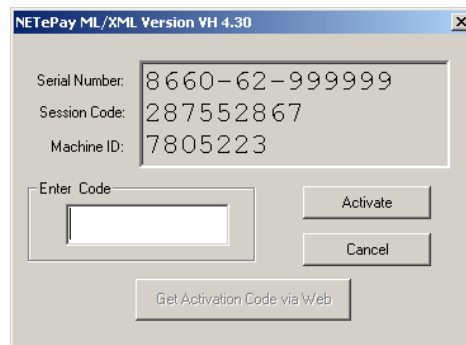 NETePay ML/XML Version VH 4.30
Serial Number: 8660-62-999999
Session Code: 287552867
Machine ID: 7805223
Enter Code
Activate
Cancel
Get Activation Code via Web